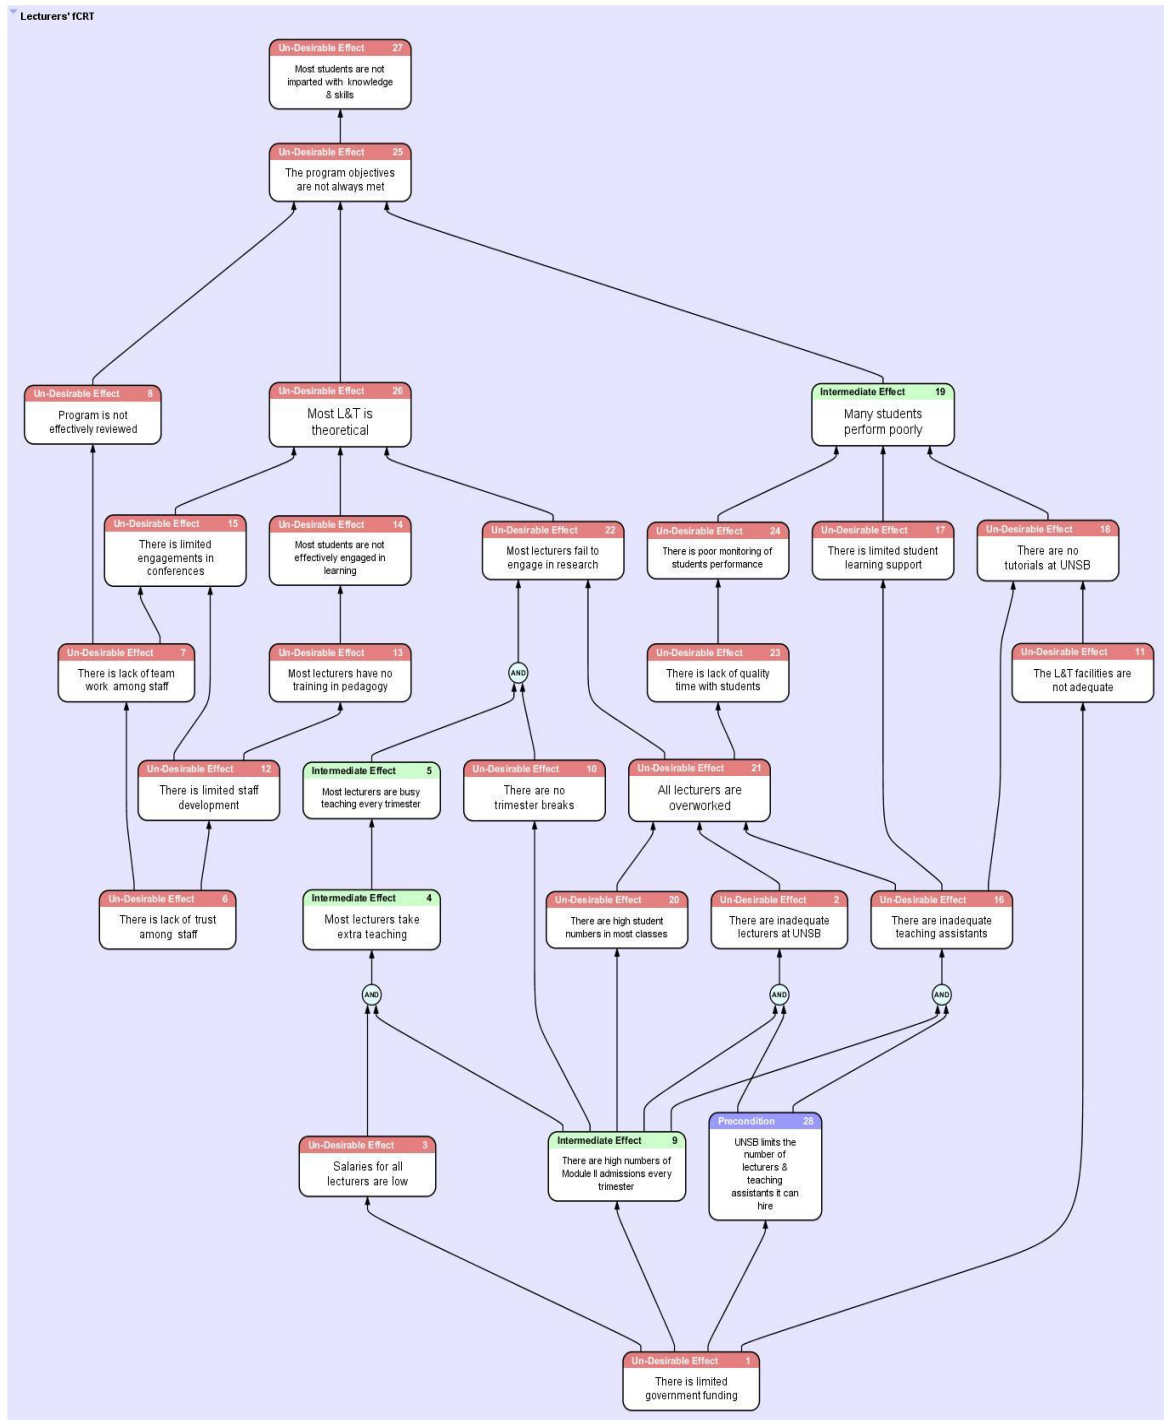 Lecturers' fCRT
Un-Desirable Effect 27
Most students are not
imparted with knowledge
& skills
Un-Desirable Effect 25
The program objectives
are not always met
Un-Desirable Effect 8
Program is not
effectively reviewed
Un-Desirable Effect 26
Most L&T is
theoretical
Intermediate Effect 19
Many students
perform poorly
Un-Desirable Effect 15
There is limited
engagements in
conferences
Un-Desirable Effect 14
Most students are not
effectively engaged in
learning
Un-Desirable Effect 22
Most lecturers fail to
engage in research
Un-Desirable Effect 24
There is poor monitoring of
students performance
Un-Desirable Effect 17
There is limited student
learning support
Un-Desirable Effect 18
There are no
tutorials at UNSB
Un-Desirable Effect 7
There is lack of team
work among staff
Un-Desirable Effect 13
Most lecturers have no
training in pedagogy
AND
Un-Desirable Effect 23
There is lack of quality
time with students
Un-Desirable Effect 11
The L&T facilities are
not adequate
Un-Desirable Effect 12
There is limited staff
development
Intermediate Effect 5
Most lecturers are busy
teaching every trimester
Un-Desirable Effect 10
There are no
trimester breaks
Un-Desirable Effect 21
All lecturers are
overworked
Un-Desirable Effect 6
There is lack of trust
among staff
Intermediate Effect 4
Most lecturers take
extra teaching
Un-Desirable Effect 20
There are high student
numbers in most classes
Un-Desirable Effect 2
There are inadequate
lecturers at UNSB
Un-Desirable Effect 16
There are inadequate
teaching assistants
AND
AND
AND
Un-Desirable Effect 3
Salaries for all
lecturers are low
Intermediate Effect 9
There are high numbers of
Module II admissions every
trimester
Precondition 28
UNSB limits the
number of
lecturers &
teaching
assistants it can
hire
Un-Desirable Effect 1
There is limited
government funding